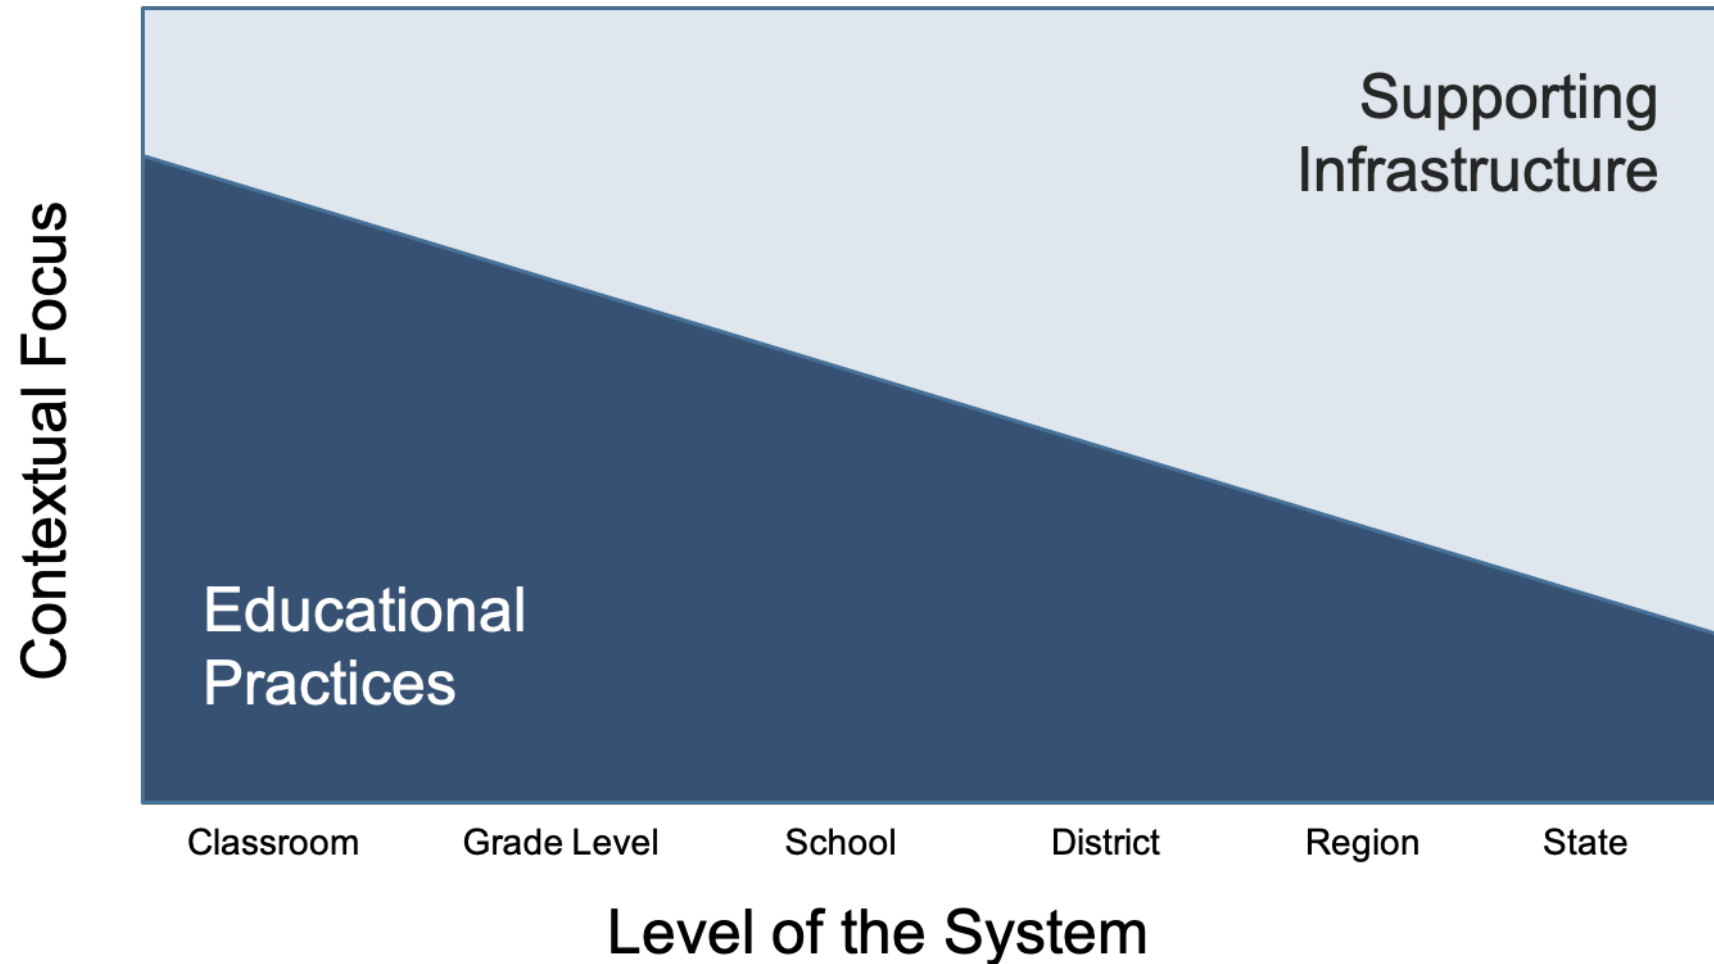 Supporting
Infrastructure
Contextual Focus
Educational
Practices
Classroom Grade Level School District Region State
Level of the System